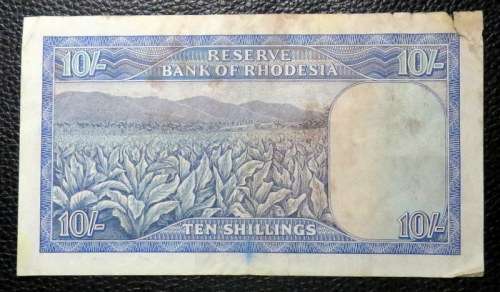 10/-
RESERVE
10/-
BANK OF RHODESIA
10/-
TEN SHILLINGS
10/-